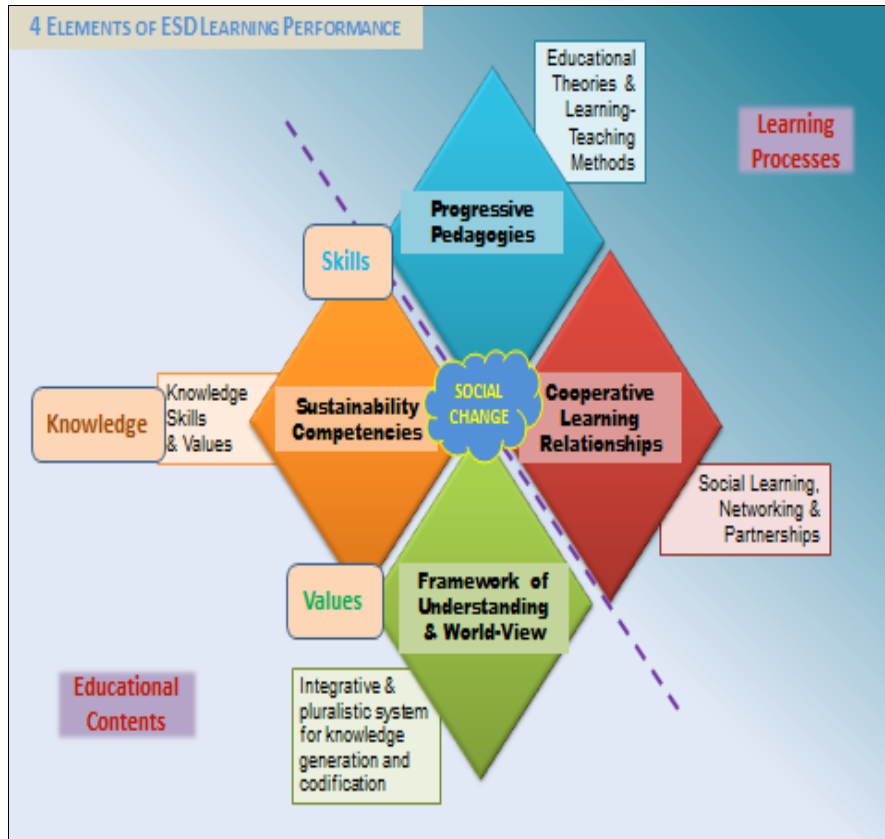 4 ELEMENTS OF ESD LEARNING PERFORMANCE
Educational
Theories &
Learning-
Teaching
Methods
Learning
Processes
Progressive
Pedagogies
Skills
Knowledge
Knowledge
Skills
& Values
Sustainability
Competencies
SOCIAL
CHANGE
Cooperative
Learning
Relationships
Social Learning,
Networking &
Partnerships
Values
Framework of
Understanding
& World-View
Educational
Contents
Integrative &
pluralistic system
for knowledge
generation and
codification